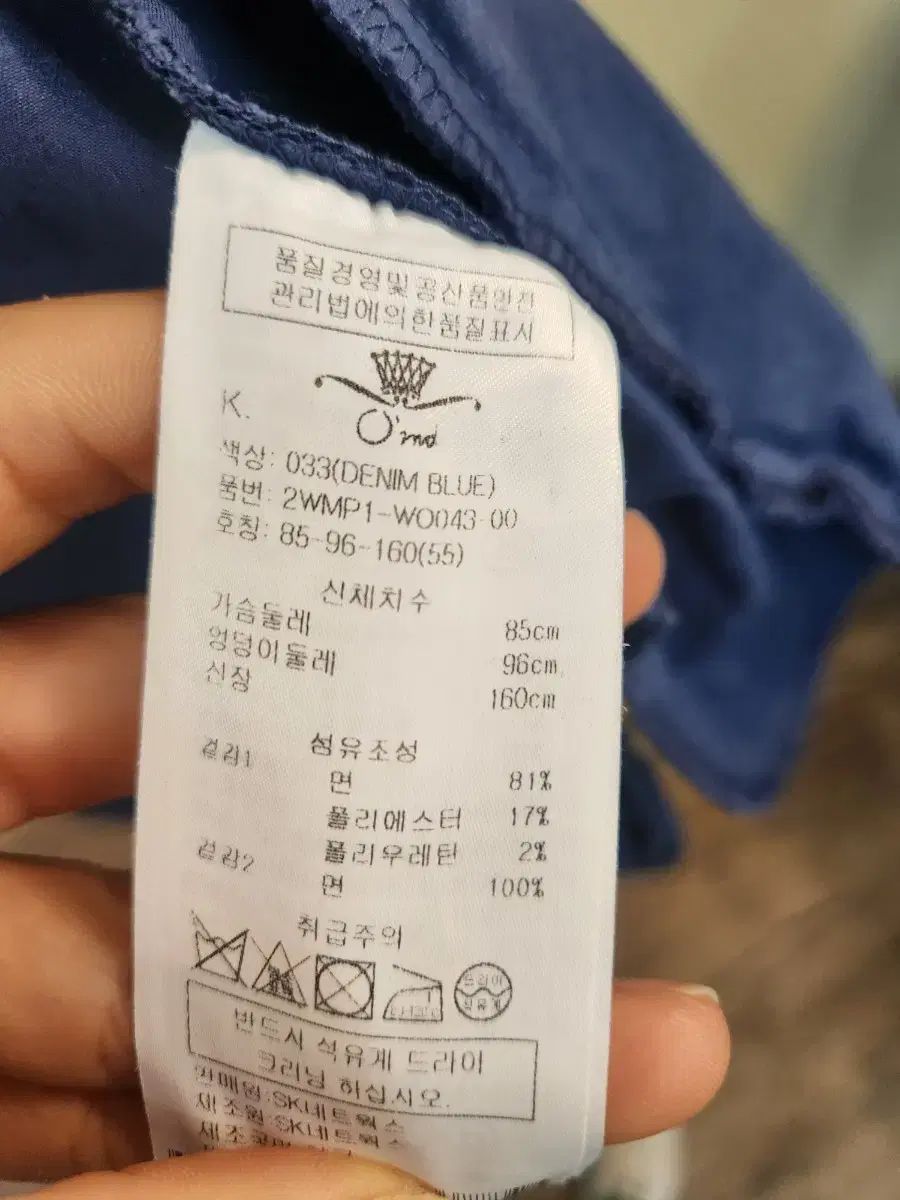 품질경영및공산품안전
관리법에의한품질표시
K.
O'2nd
색상: 033(DENIM BLUE)
품번: 2WMP1-WO043-00
호칭: 85-96-160(55)
신체치수
가슴둘레 85cm
엉덩이둘레 96cm
신장 160cm
섬유조성
겉감1 면 81%
폴리에스터 17%
폴리우레탄 2%
겉감2 면 100%
취급주의
드라이
석유계
반드시 석유계 드라이
크리닝 하십시오.
판매원: SK네트웍스
제조원: SK네트웍스